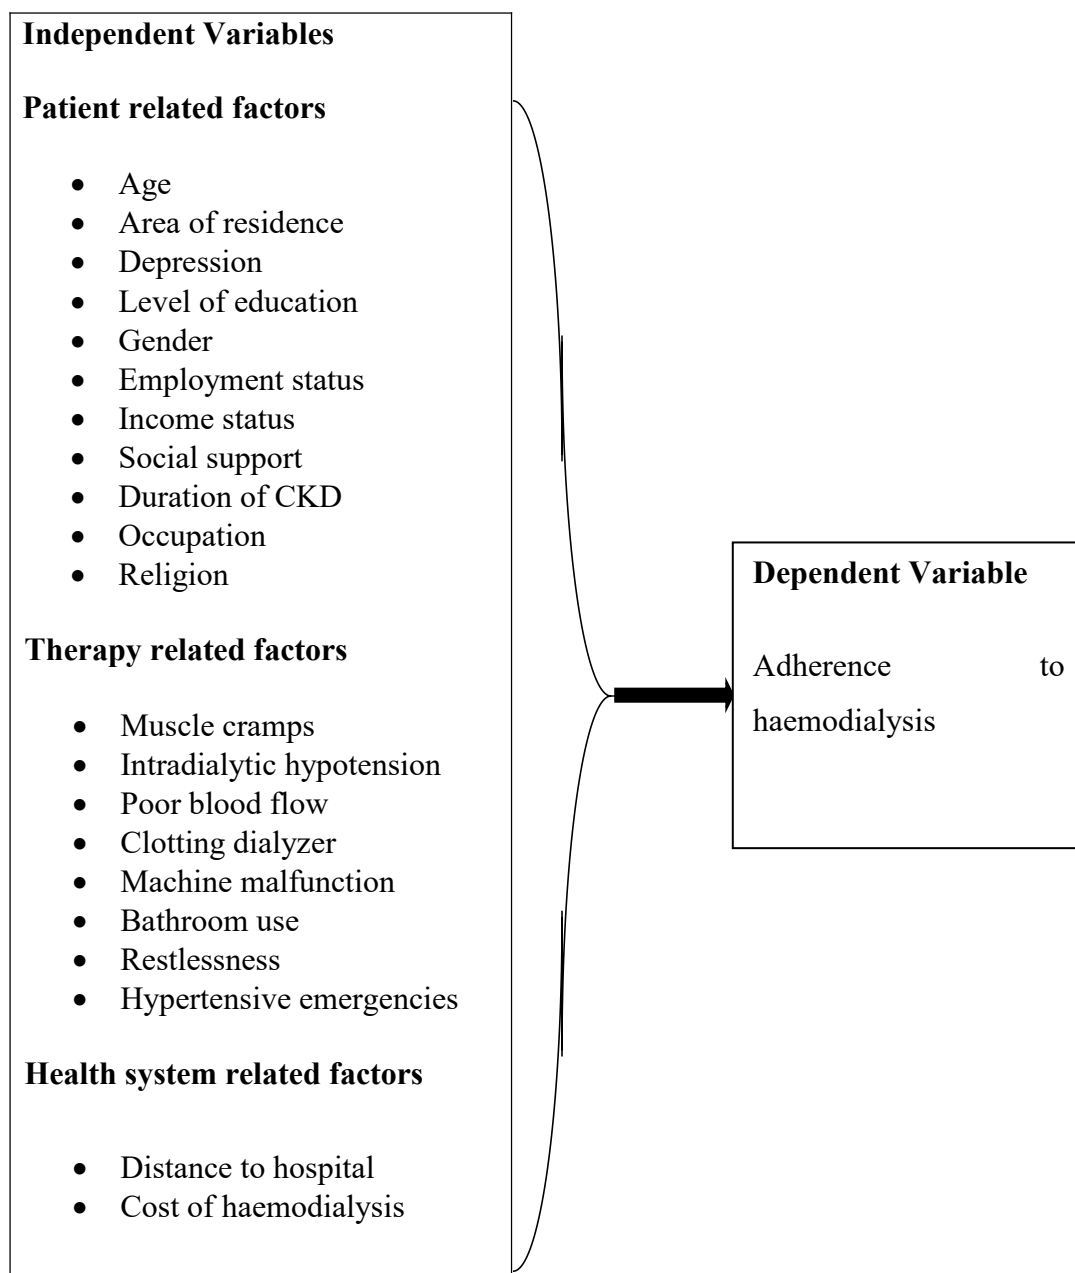 Independent Variables
Patient related factors
• Age
• Area of residence
• Depression
• Level of education
• Gender
• Employment status
• Income status
• Social support
• Duration of CKD
• Occupation
• Religion
Therapy related factors
• Muscle cramps
• Intradialytic hypotension
• Poor blood flow
• Clotting dialyzer
• Machine malfunction
• Bathroom use
• Restlessness
• Hypertensive emergencies
Health system related factors
• Distance to hospital
• Cost of haemodialysis
Dependent Variable
Adherence to
haemodialysis